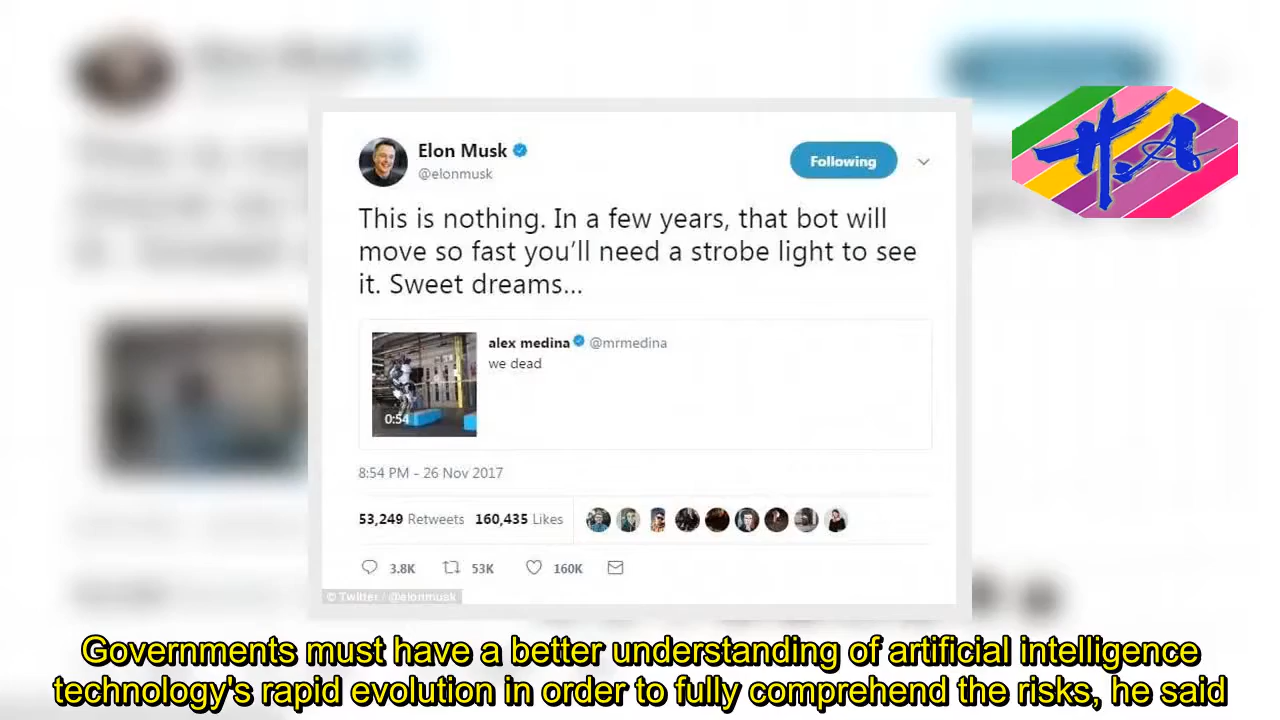 Elon Musk
@elonmusk
Following
This is nothing. In a few years, that bot will
move so fast you’ll need a strobe light to see
it. Sweet dreams...
alex medina @mrmedina
we dead
0:54
8:54 PM - 26 Nov 2017
53,249 Retweets 160,435 Likes
3.8K 53K 160K
© Twitter / @elonmusk
H.A
Governments must have a better understanding of artificial intelligence
technology's rapid evolution in order to fully comprehend the risks, he said